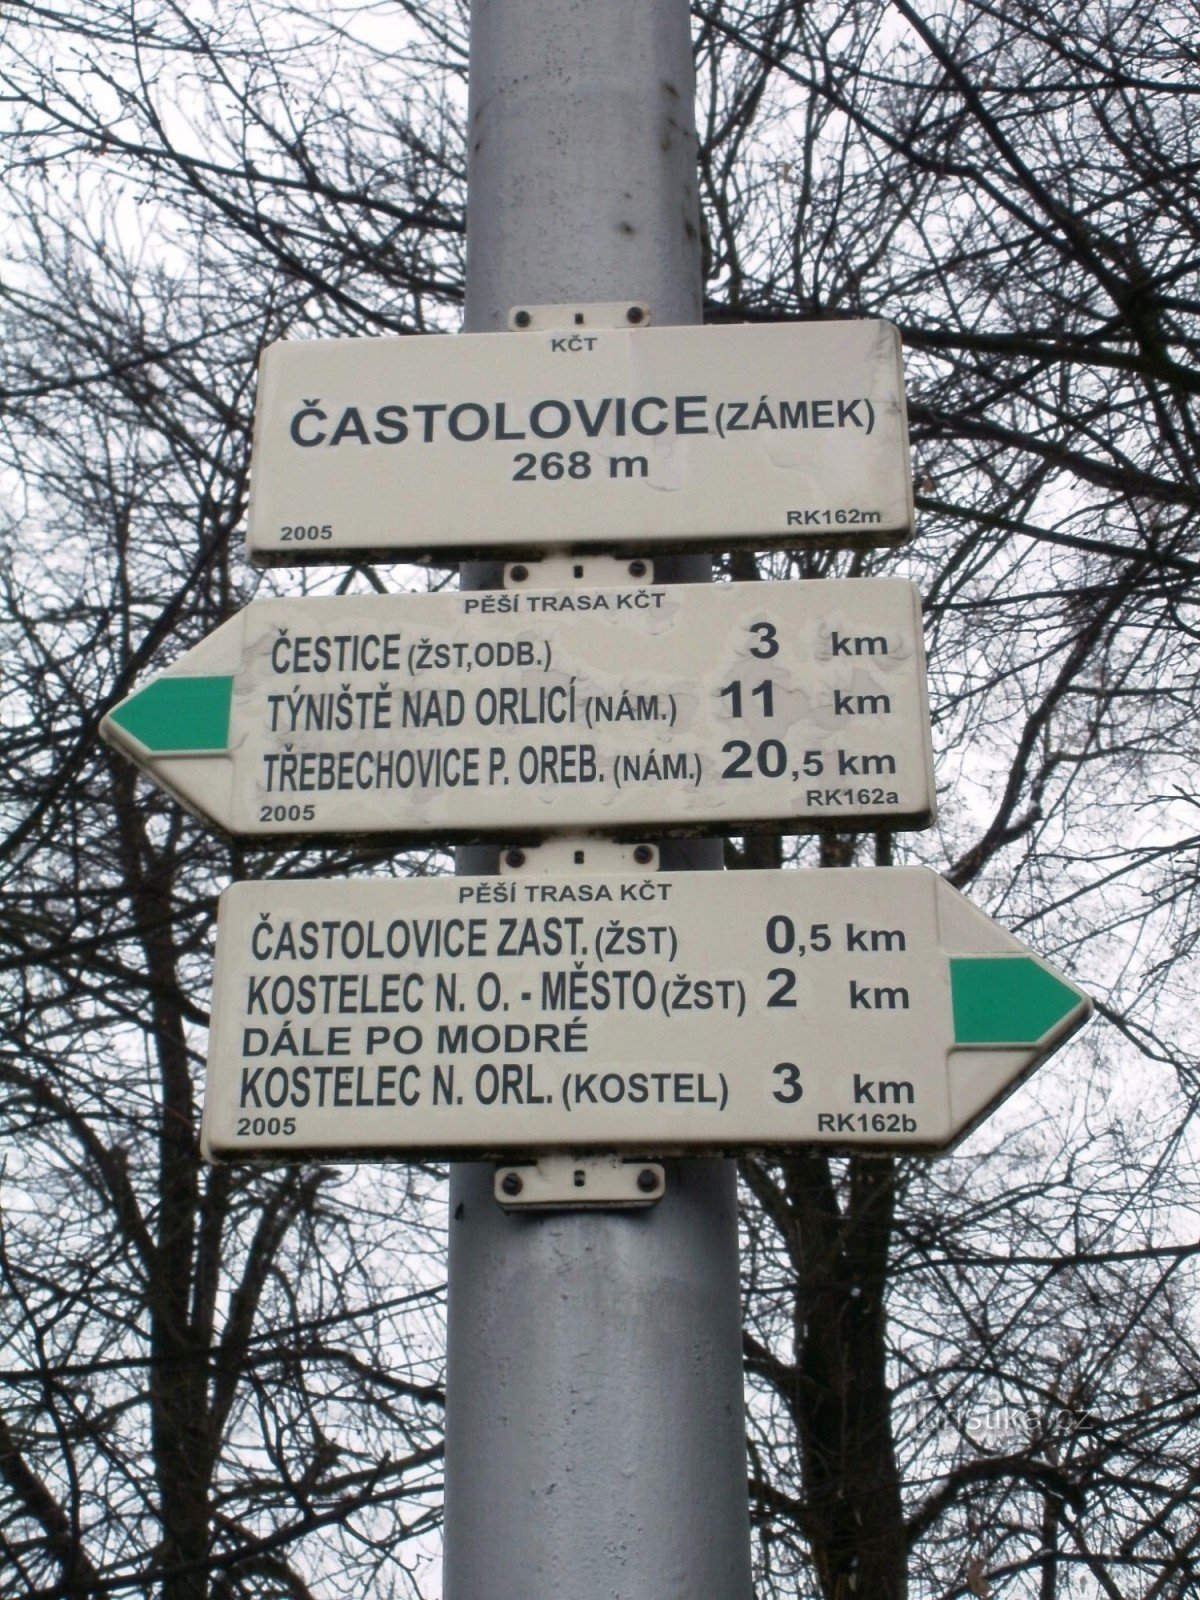 KČT
ČASTOLOVICE (ZÁMEK)
268 m
2005 RK162m
PĚŠÍ TRASA KČT
ČESTICE (ŽST,ODB.) 3 km
TÝNIŠTĚ NAD ORLICÍ (NÁM.) 11 km
TŘEBECHOVICE P. OREB. (NÁM.) 20,5 km
2005 RK162a
PĚŠÍ TRASA KČT
ČASTOLOVICE ZAST. (ŽST) 0,5 km
KOSTELEC N. O. - MĚSTO (ŽST) 2 km
DÁLE PO MODRÉ
KOSTELEC N. ORL. (KOSTEL) 3 km
2005 RK162b
Turistika.cz